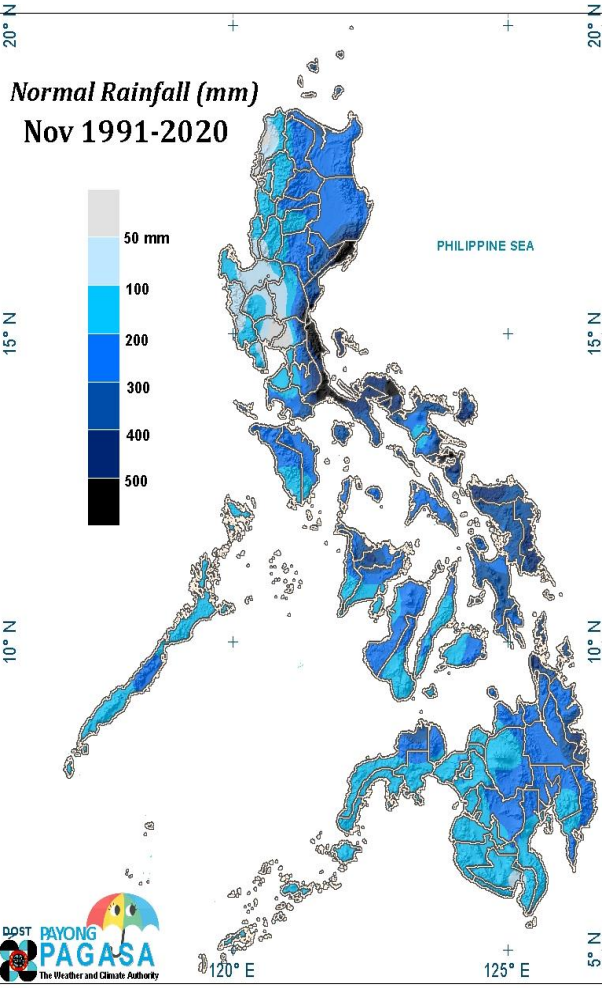 20° N
20° N
Normal Rainfall (mm)
Nov 1991-2020
50 mm
100
200
300
400
500
PHILIPPINE SEA
15° N
15° N
10° N
10° N
5° N
5° N
120° E
125° E
DOST
PAYONG
PAGASA
The Weather and Climate Authority